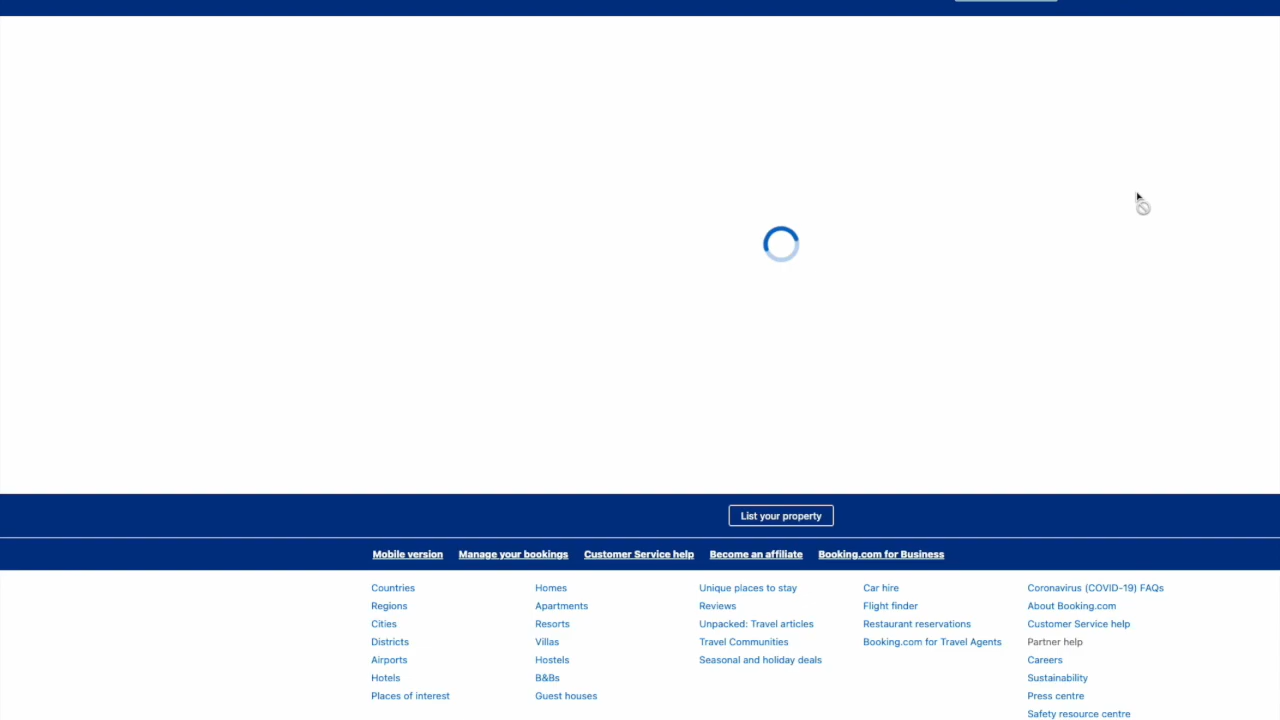 List your property
Mobile version Manage your bookings Customer Service help Become an affiliate Booking.com for Business
Countries Homes Unique places to stay Car hire Coronavirus (COVID-19) FAQs
Regions Apartments Reviews Flight finder About Booking.com
Cities Resorts Unpacked: Travel articles Restaurant reservations Customer Service help
Districts Villas Travel Communities Booking.com for Travel Agents Partner help
Airports Hostels Seasonal and holiday deals Careers
Hotels B&Bs Sustainability
Places of interest Guest houses Press centre
Safety resource centre